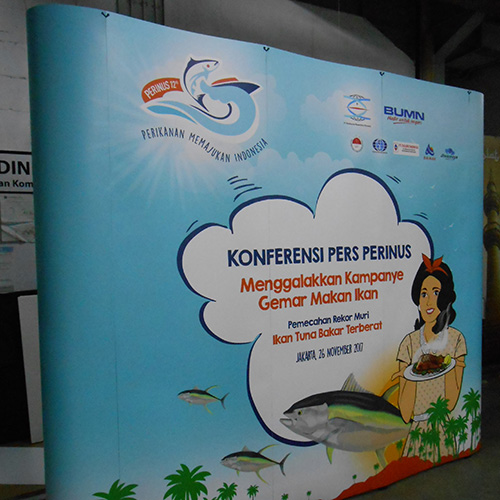 PERINUS 12th
PERIKANAN MEMAJUKAN INDONESIA
BUMN
DIN
an Kom
KONFERENSI PERS PERINUS
Menggalakkan Kampanye
Gemar Makan Ikan
Pemecahan Rekor Muri
Ikan Tuna Bakar Terberat
JAKARTA, 26 NOVEMBER 2017